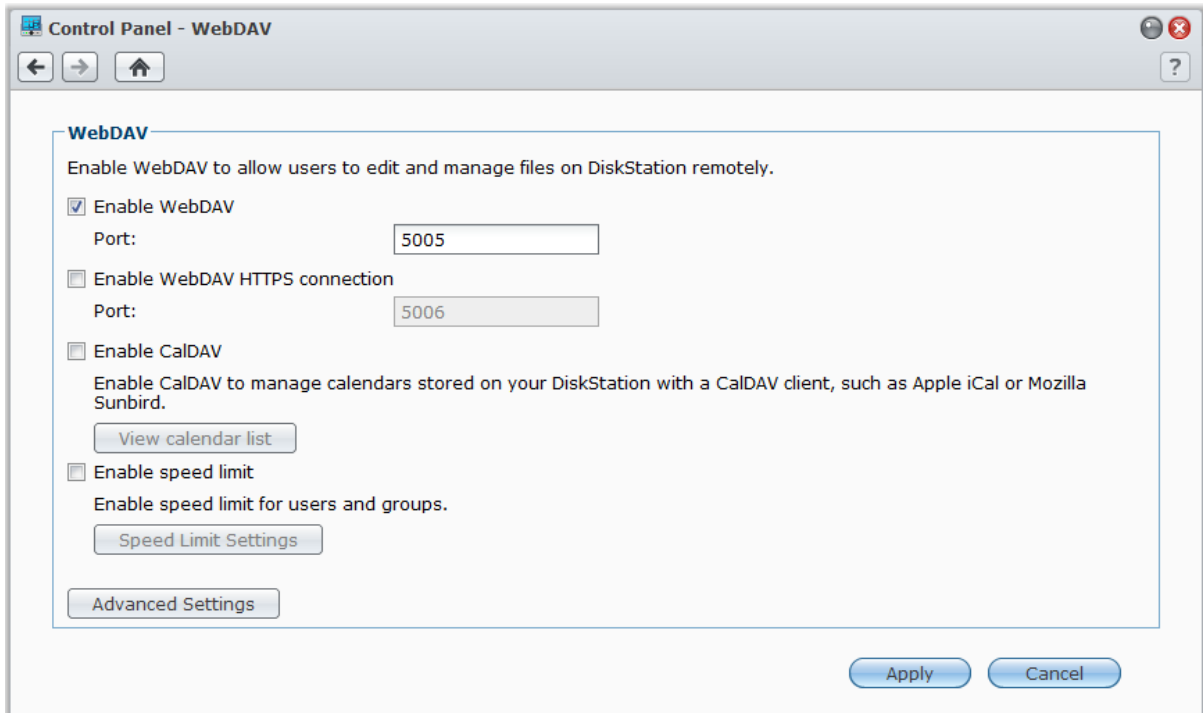 Control Panel - WebDAV
?
WebDAV
Enable WebDAV to allow users to edit and manage files on DiskStation remotely.
Enable WebDAV
Port: 5005
Enable WebDAV HTTPS connection
Port: 5006
Enable CalDAV
Enable CalDAV to manage calendars stored on your DiskStation with a CalDAV client, such as Apple iCal or Mozilla
Sunbird.
View calendar list
Enable speed limit
Enable speed limit for users and groups.
Speed Limit Settings
Advanced Settings
Apply Cancel